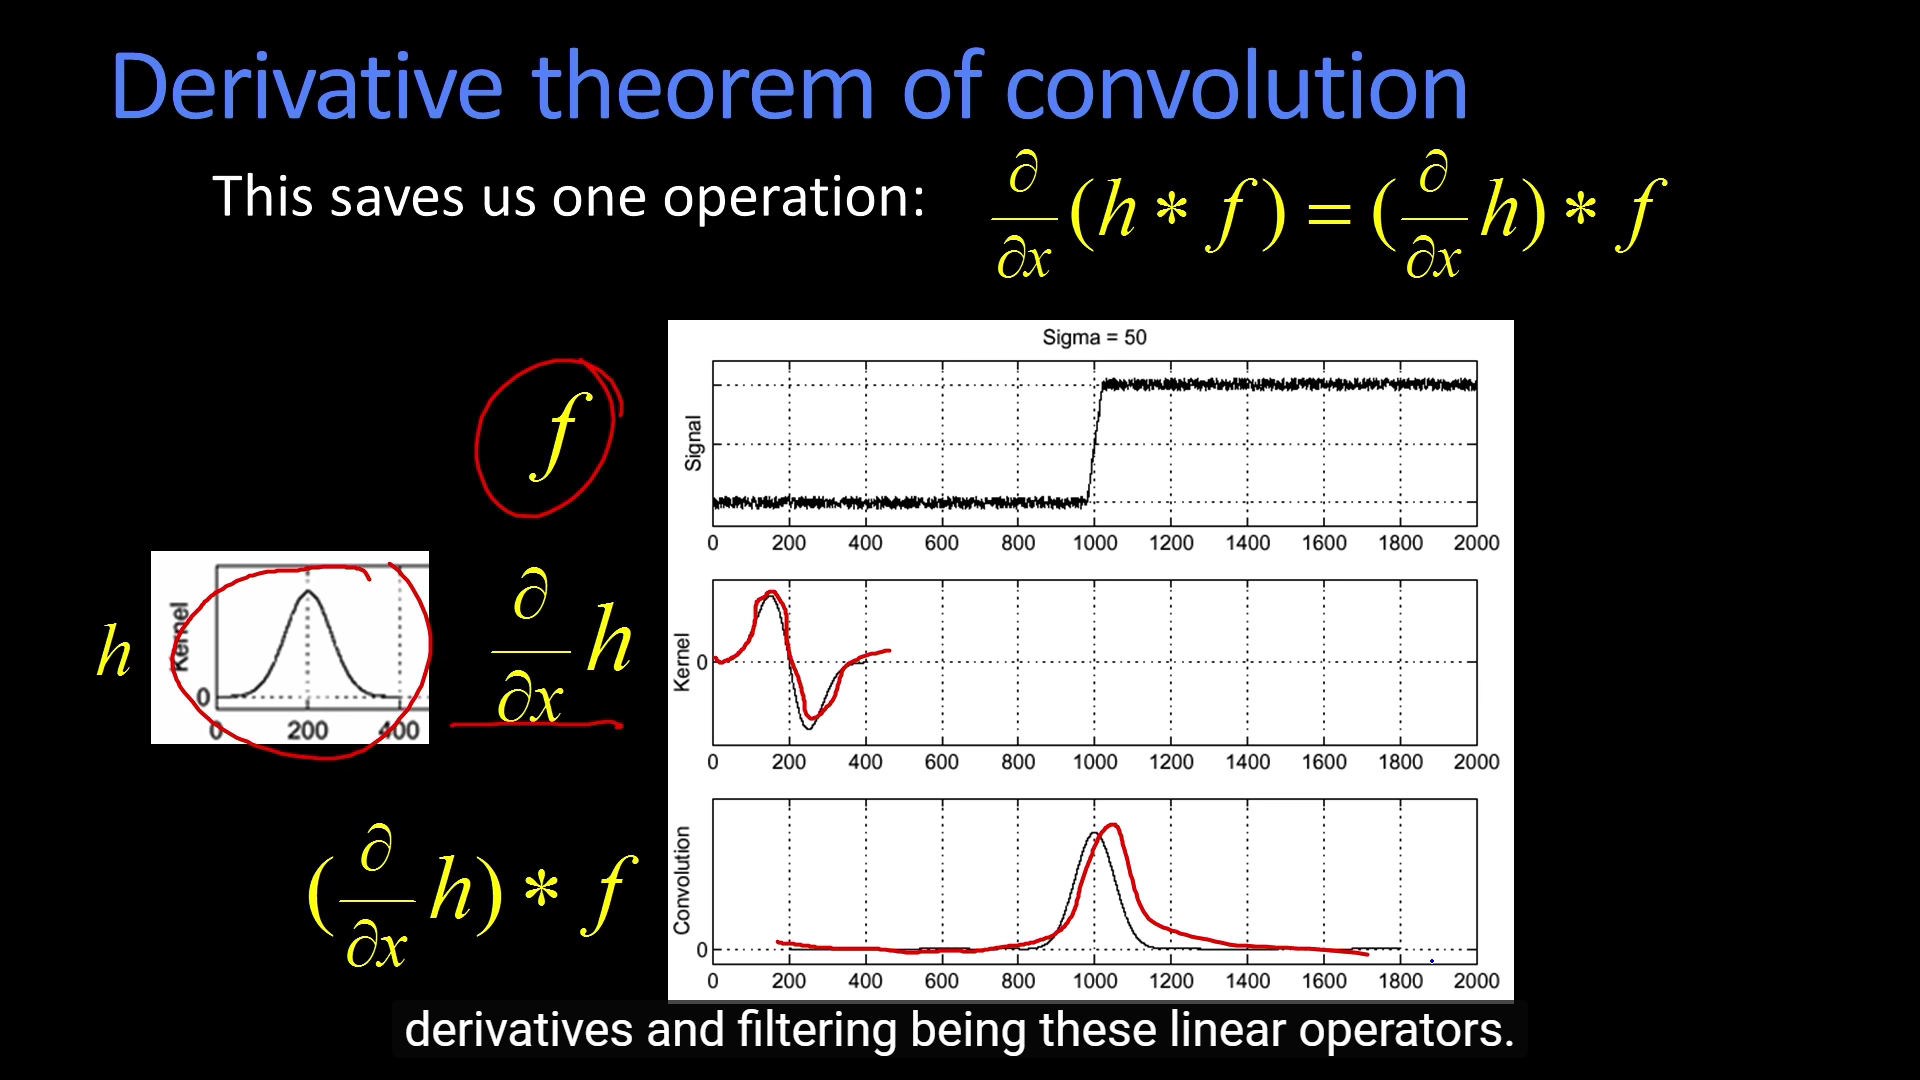 Derivative theorem of convolution
This saves us one operation: ∂/∂x (h * f) = (∂/∂x h) * f
f
h
Kernel
0
0 200 400
∂/∂x h
(∂/∂x h) * f
Sigma = 50
Signal
0 200 400 600 800 1000 1200 1400 1600 1800 2000
Kernel
0
0 200 400 600 800 1000 1200 1400 1600 1800 2000
Convolution
0
0 200 400 600 800 1000 1200 1400 1600 1800 2000
derivatives and filtering being these linear operators.